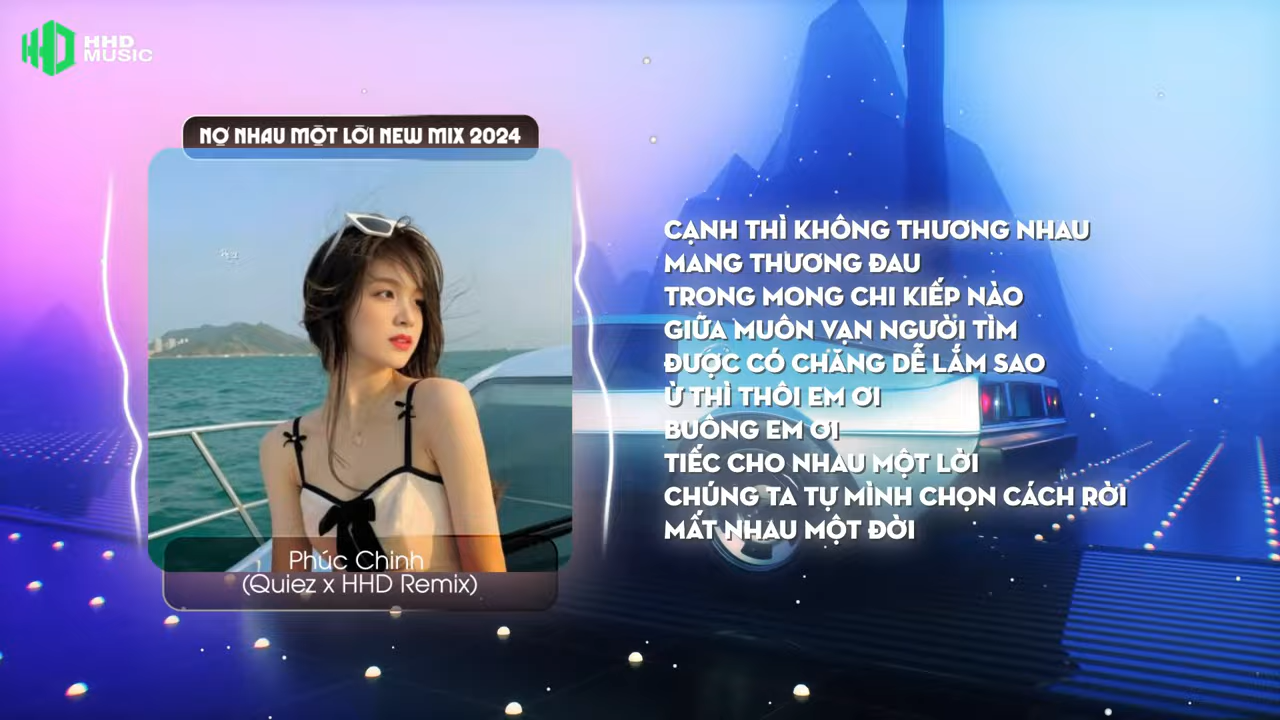 HHD
MUSIC
NỢ NHAU MỘT LỜI NEW MIX 2024
CẠNH THÌ KHÔNG THƯƠNG NHAU
MANG THƯƠNG ĐAU
TRONG MONG CHI KIẾP NÀO
GIỮA MUÔN VẠN NGƯỜI TÌM
ĐƯỢC CÓ CHĂNG DỄ LẮM SAO
Ừ THÌ THÔI EM ƠI
BUÔNG EM ƠI
TIẾC CHO NHAU MỘT LỜI
CHÚNG TA TỰ MÌNH CHỌN CÁCH RỜI
MẤT NHAU MỘT ĐỜI
Phúc Chinh
(Quiez x HHD Remix)